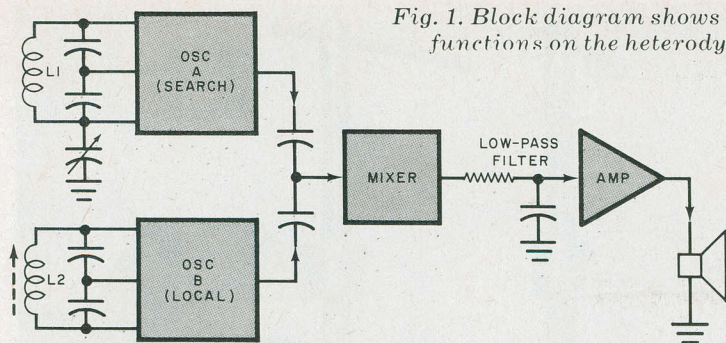 Fig. 1. Block diagram shows
functions on the heterody
OSC
A
(SEARCH)
L1
LOW-PASS
FILTER
MIXER
AMP
OSC
B
(LOCAL)
L2